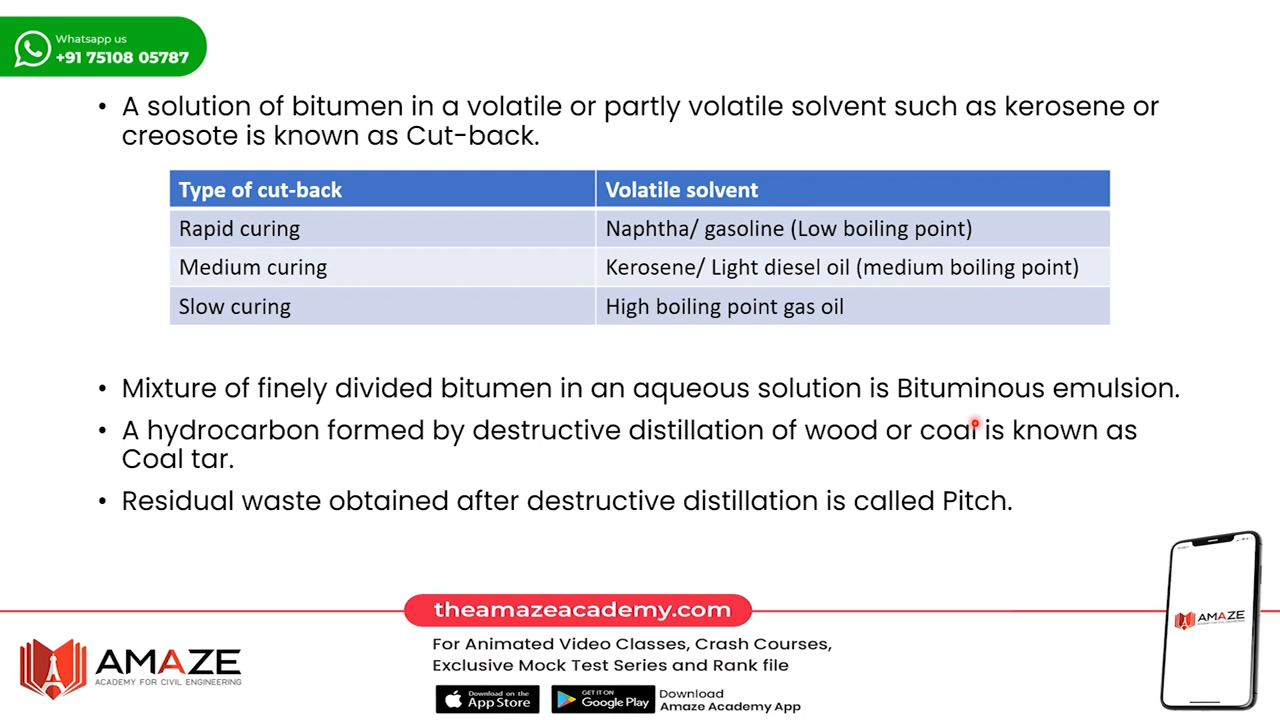 Whatsapp us
+91 75108 05787
• A solution of bitumen in a volatile or partly volatile solvent such as kerosene or
creosote is known as Cut-back.
Type of cut-back Volatile solvent
Rapid curing Naphtha/ gasoline (Low boiling point)
Medium curing Kerosene/ Light diesel oil (medium boiling point)
Slow curing High boiling point gas oil
• Mixture of finely divided bitumen in an aqueous solution is Bituminous emulsion.
• A hydrocarbon formed by destructive distillation of wood or coal is known as
Coal tar.
• Residual waste obtained after destructive distillation is called Pitch.
theamazeacademy.com
AMAZE
ACADEMY FOR CIVIL ENGINEERING
For Animated Video Classes, Crash Courses,
Exclusive Mock Test Series and Rank file
Download on the
App Store
GET IT ON
Google Play
Download
Amaze Academy App
AMAZE